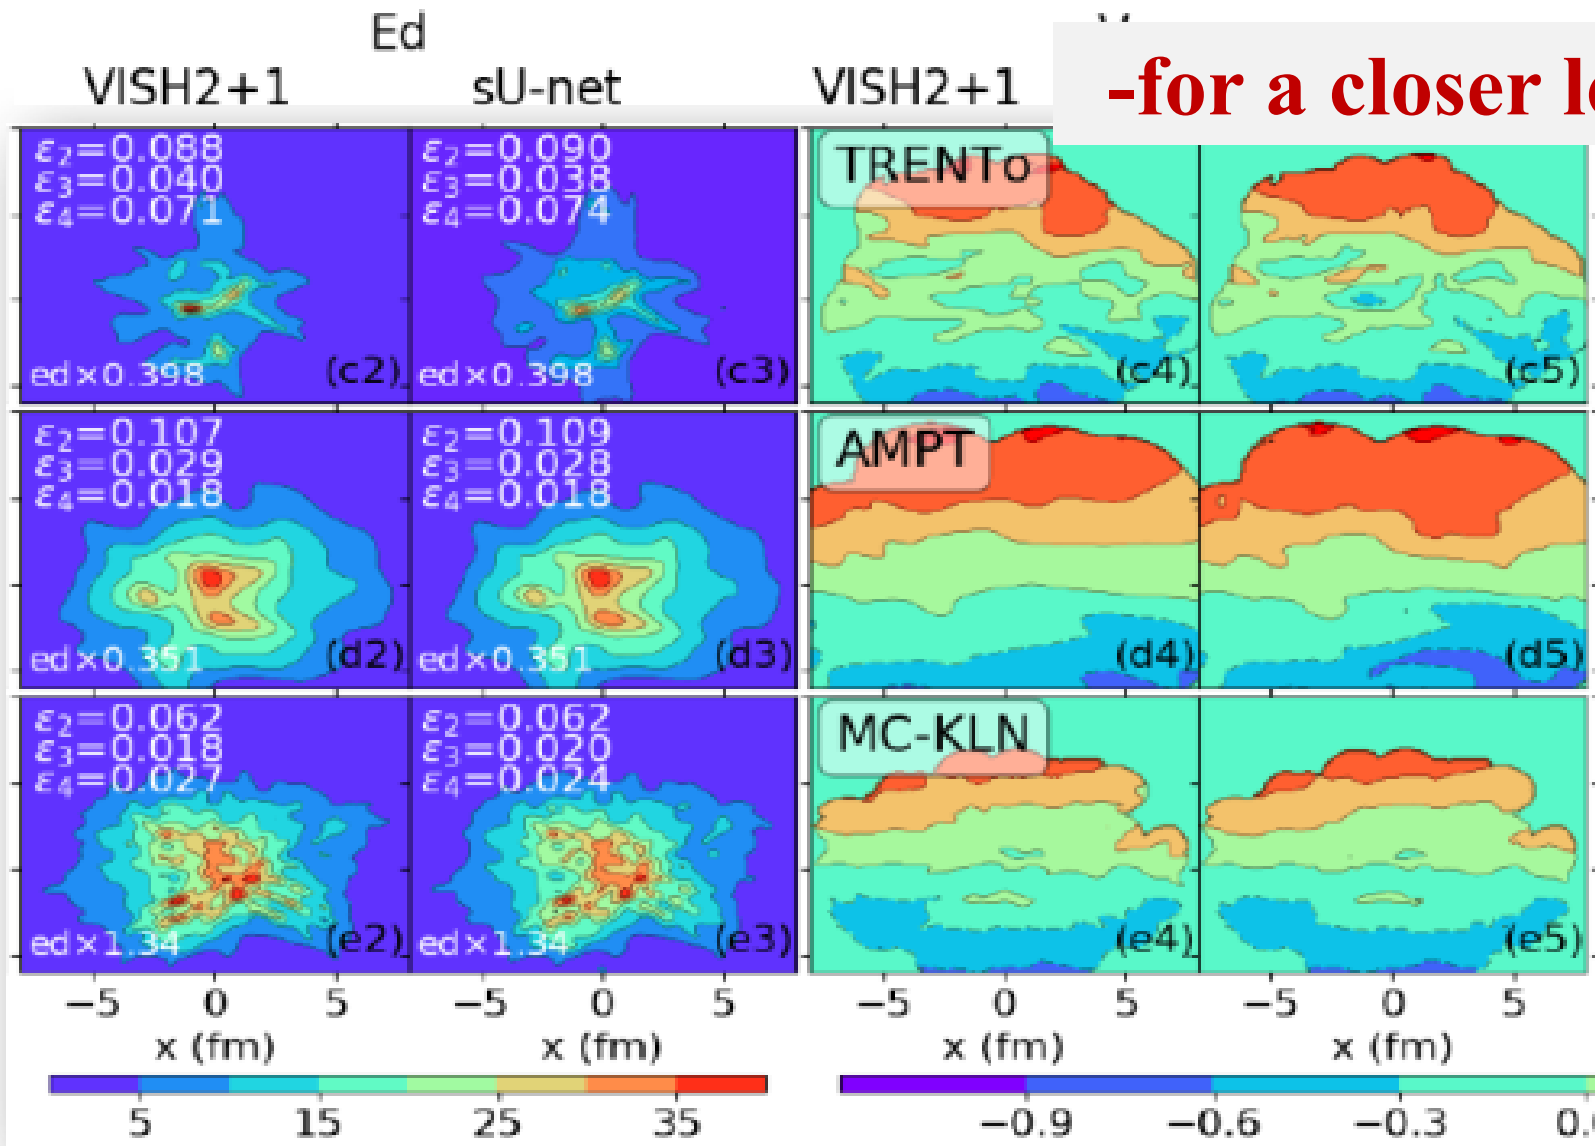 Ed
-for a closer
VISH2+1 sU-net VISH2+1
ε2=0.088 ε2=0.090 TRENTo
ε3=0.040 ε3=0.038
ε4=0.071 ε4=0.074
ed×0.398 (c2) ed×0.398 (c3) (c4) (c5)
ε2=0.107 ε2=0.109 AMPT
ε3=0.029 ε3=0.028
ε4=0.018 ε4=0.018
ed×0.351 (d2) ed×0.351 (d3) (d4) (d5)
ε2=0.062 ε2=0.062 MC-KLN
ε3=0.018 ε3=0.020
ε4=0.027 ε4=0.024
ed×1.34 (e2) ed×1.34 (e3) (e4) (e5)
−5 0 5 −5 0 5 −5 0 5 −5 0 5
x (fm) x (fm) x (fm) x (fm)
5 15 25 35 −0.9 −0.6 −0.3